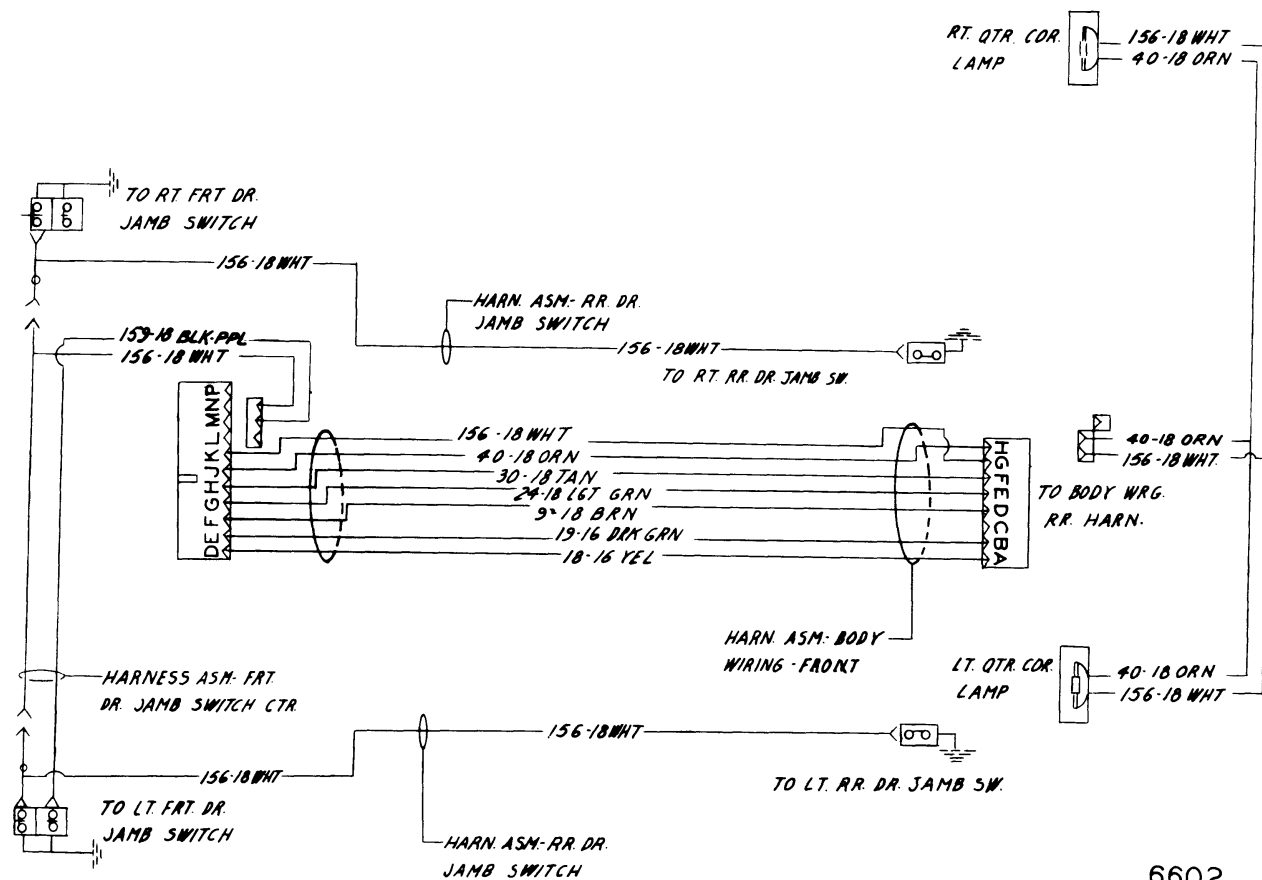 RT. QTR. COR.
LAMP
156-18 WHT
40-18 ORN
TO RT. FRT DR.
JAMB SWITCH
156-18 WHT
HARN. ASM.- RR. DR.
JAMB SWITCH
159-18 BLK-PPL
156-18 WHT
156-18 WHT
TO RT. RR. DR. JAMB SW.
DEFGHJKLMNP
156-18 WHT
40-18 ORN
30-18 TAN
24-18 LGT GRN
9-18 BRN
19-16 DRK GRN
18-16 YEL
HGFEDCBA
TO BODY WRG.
RR. HARN.
40-18 ORN
156-18 WHT
HARN. ASM.- BODY
WIRING - FRONT
LT. QTR. COR.
LAMP
40-18 ORN
156-18 WHT
HARNESS ASM- FRT.
DR. JAMB SWITCH CTR.
156-18 WHT
156-18 WHT
TO LT. RR. DR. JAMB SW.
TO LT. FRT. DR.
JAMB SWITCH
HARN. ASM.- RR. DR.
JAMB SWITCH
6602